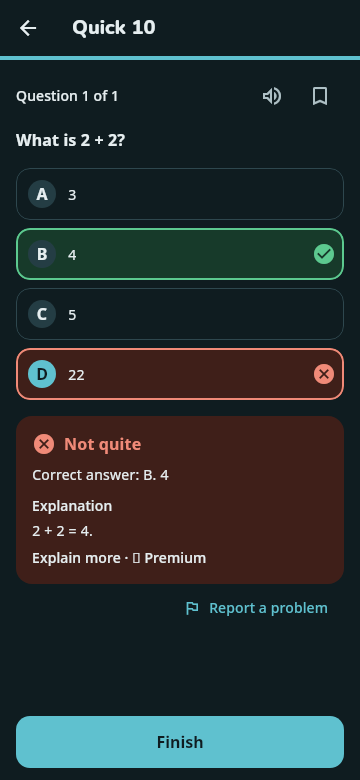 Quick 10
Question 1 of 1
What is 2 + 2?
A 3
B 4
C 5
D 22
Not quite
Correct answer: B. 4
Explanation
2 + 2 = 4.
Explain more · ▯ Premium
Report a problem
Finish